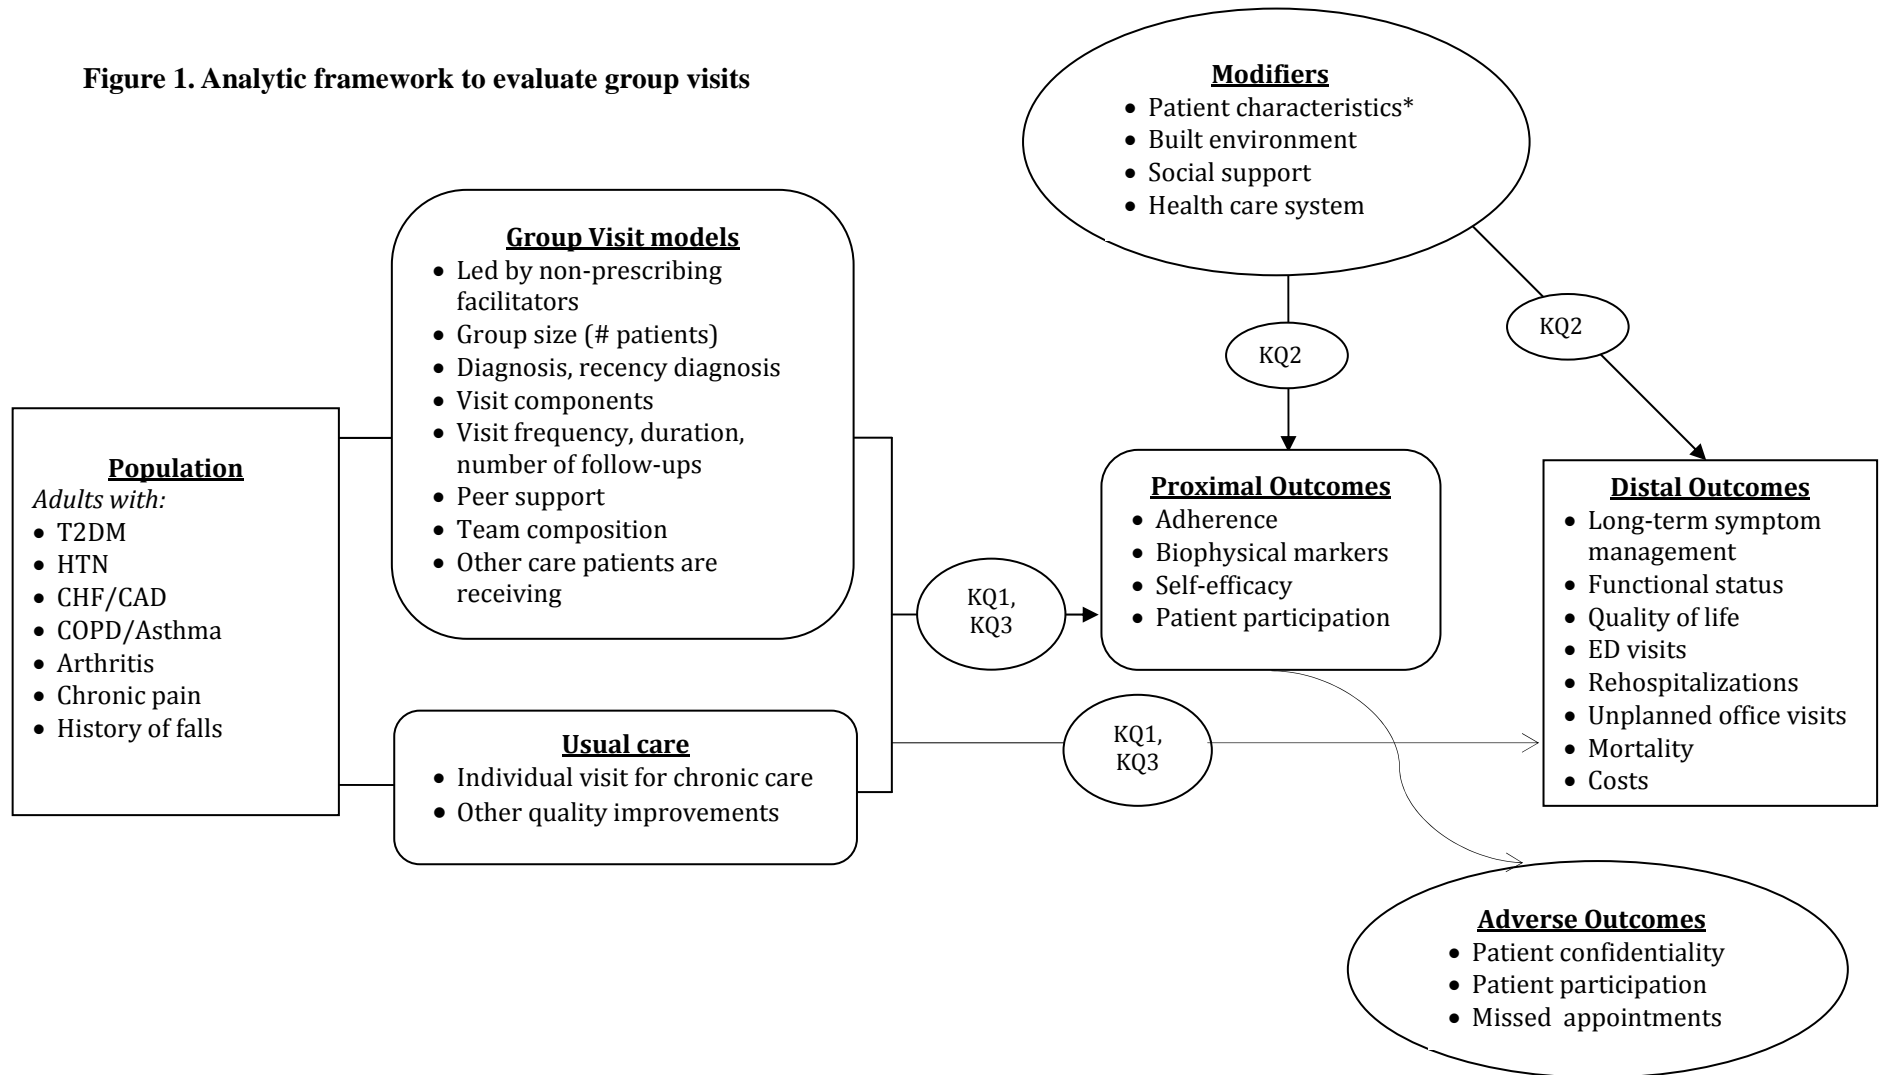 Figure 1. Analytic framework to evaluate group visits
Modifiers
• Patient characteristics*
• Built environment
• Social support
• Health care system
Group Visit models
• Led by non-prescribing
facilitators
• Group size (# patients)
• Diagnosis, recency diagnosis
• Visit components
• Visit frequency, duration,
number of follow-ups
• Peer support
• Team composition
• Other care patients are
receiving
KQ2
KQ2
Population
Adults with:
• T2DM
• HTN
• CHF/CAD
• COPD/Asthma
• Arthritis
• Chronic pain
• History of falls
Usual care
• Individual visit for chronic care
• Other quality improvements
KQ1,
KQ3
KQ1,
KQ3
Proximal Outcomes
• Adherence
• Biophysical markers
• Self-efficacy
• Patient participation
Distal Outcomes
• Long-term symptom
management
• Functional status
• Quality of life
• ED visits
• Rehospitalizations
• Unplanned office visits
• Mortality
• Costs
Adverse Outcomes
• Patient confidentiality
• Patient participation
• Missed appointments